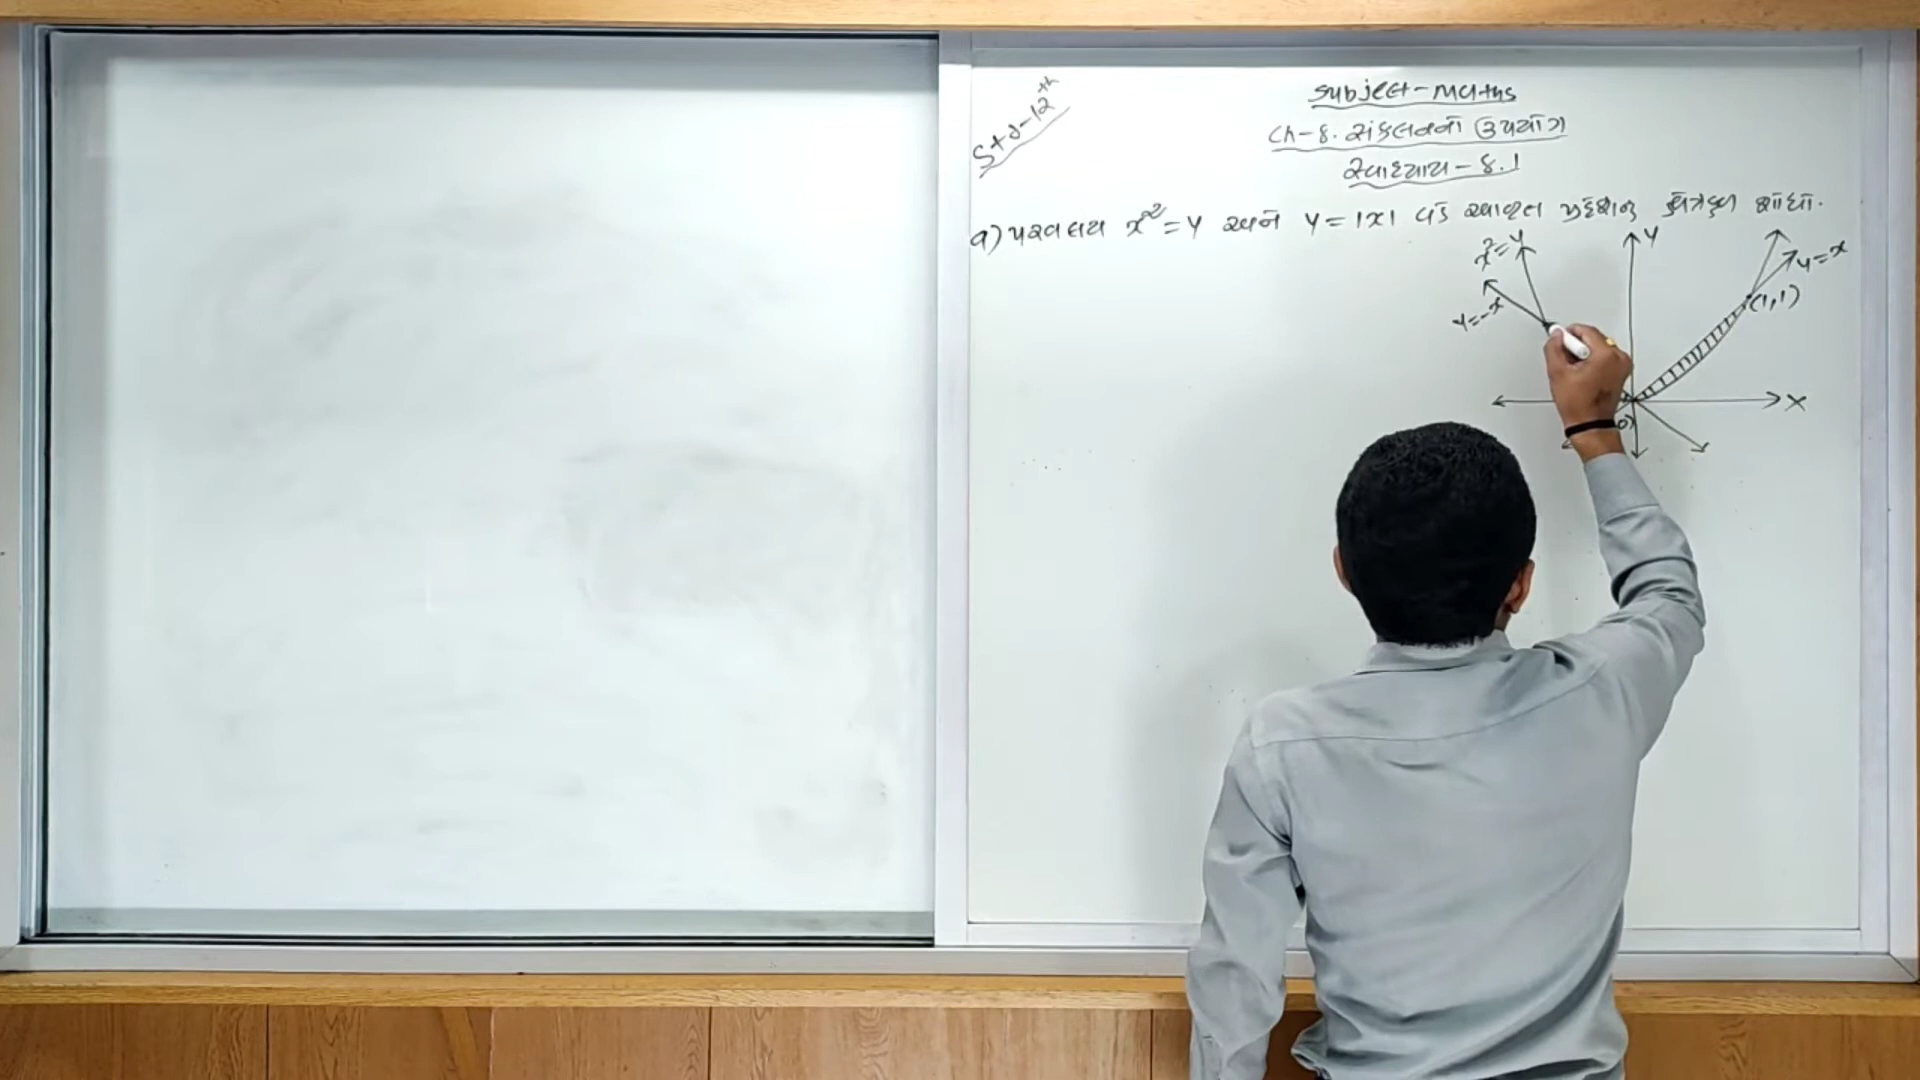 Std-12th
Subject-Maths
Ch-8. સંકલનનો ઉપયોગ
સ્વાધ્યાય-8.1
9) પરવલય x²=y અને y=|x| વડે આવૃત્ત પ્રદેશનું ક્ષેત્રફળ શોધો.
x²=y
y=-x
Y
y=x
(1,1)
X